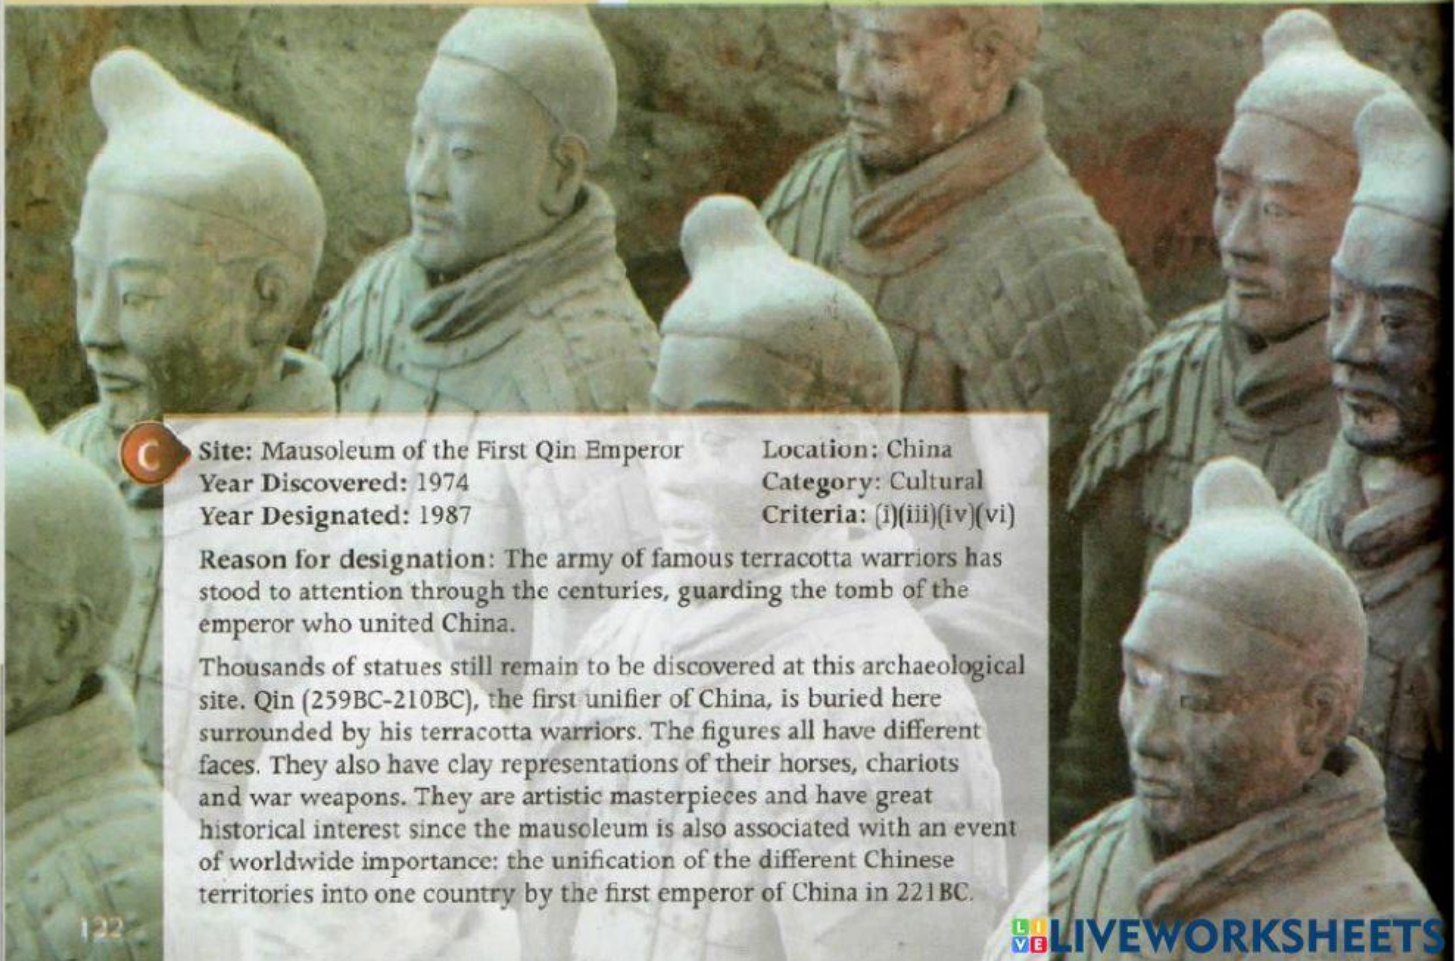 C
Site: Mausoleum of the First Qin Emperor
Location: China
Year Discovered: 1974
Category: Cultural
Year Designated: 1987
Criteria: (i)(iii)(iv)(vi)
Reason for designation: The army of famous terracotta warriors has
stood to attention through the centuries, guarding the tomb of the
emperor who united China.
Thousands of statues still remain to be discovered at this archaeological
site. Qin (259BC-210BC), the first unifier of China, is buried here
surrounded by his terracotta warriors. The figures all have different
faces. They also have clay representations of their horses, chariots
and war weapons. They are artistic masterpieces and have great
historical interest since the mausoleum is also associated with an event
of worldwide importance: the unification of the different Chinese
territories into one country by the first emperor of China in 221BC.
122
LIVE LIVEWORKSHEETS